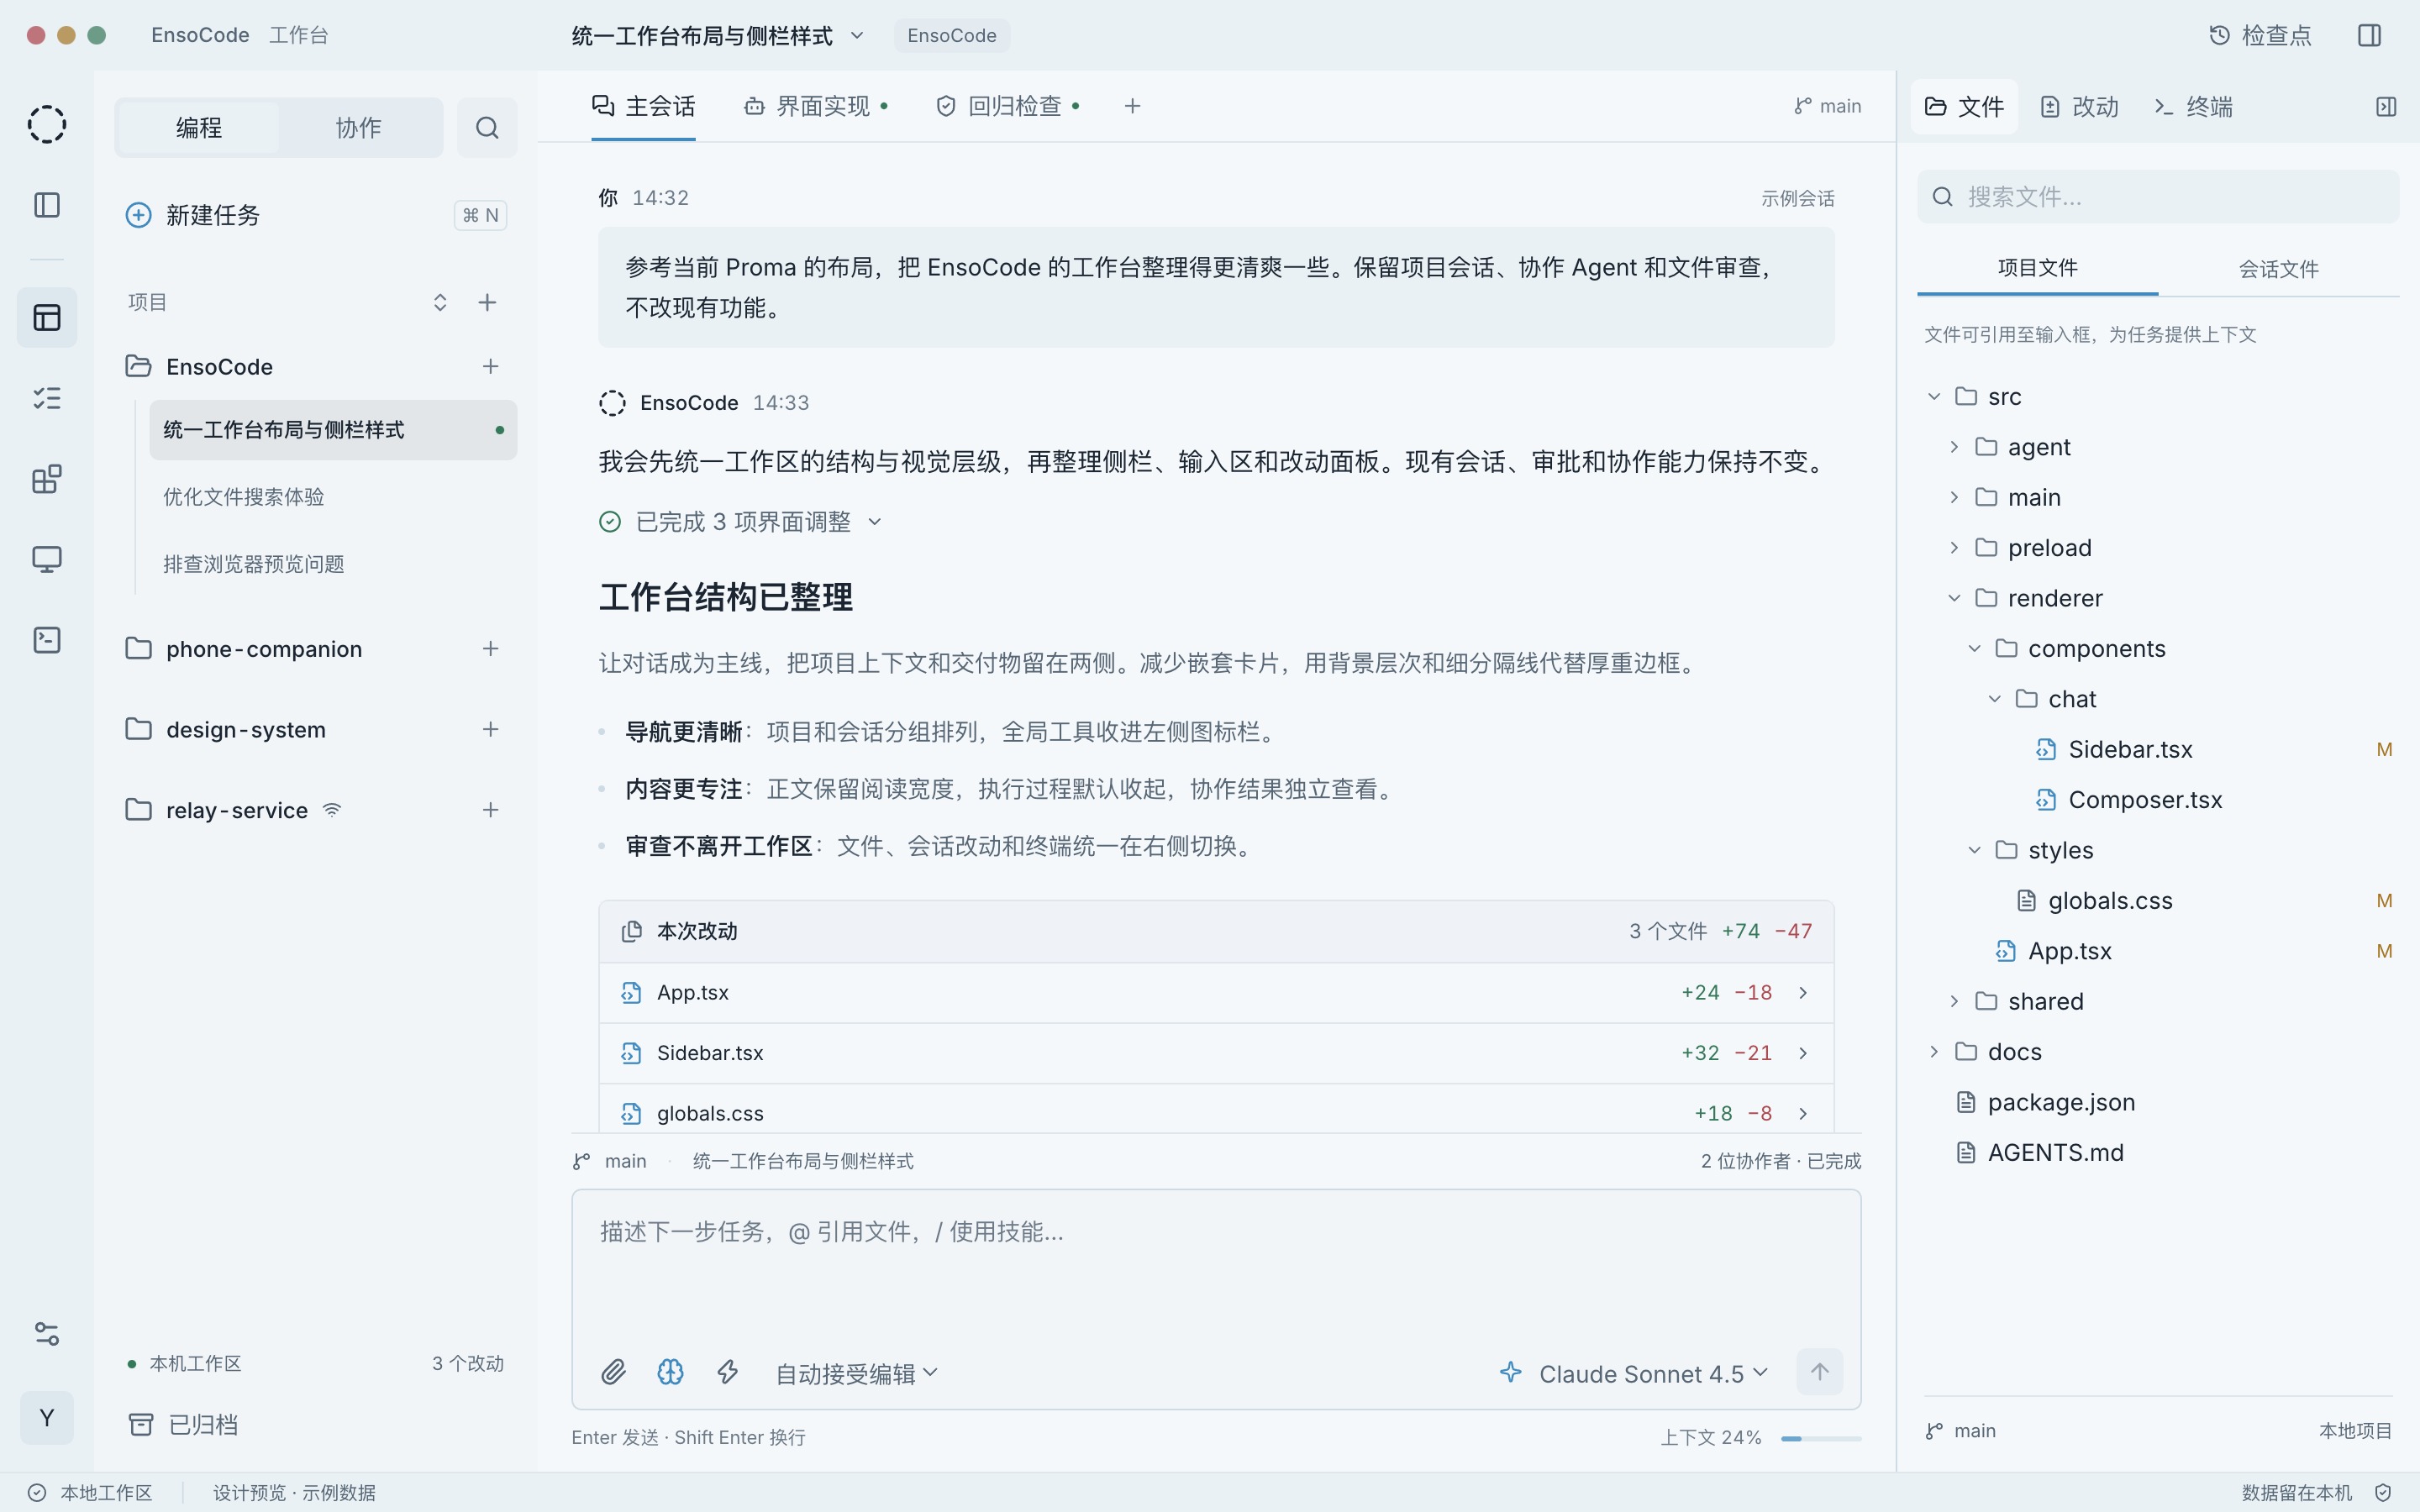 EnsoCode 工作台
统一工作台布局与侧栏样式 EnsoCode
检查点
编程 协作
新建任务 ⌘ N
项目
EnsoCode
统一工作台布局与侧栏样式
优化文件搜索体验
排查浏览器预览问题
phone-companion
design-system
relay-service
本机工作区 3 个改动
Y
已归档
主会话 界面实现 回归检查 main
你 14:32 示例会话
参考当前 Proma 的布局，把 EnsoCode 的工作台整理得更清爽一些。保留项目会话、协作 Agent 和文件审查，
不改现有功能。
EnsoCode 14:33
我会先统一工作区的结构与视觉层级，再整理侧栏、输入区和改动面板。现有会话、审批和协作能力保持不变。
已完成 3 项界面调整
工作台结构已整理
让对话成为主线，把项目上下文和交付物留在两侧。减少嵌套卡片，用背景层次和细分隔线代替厚重边框。
导航更清晰：项目和会话分组排列，全局工具收进左侧图标栏。
内容更专注：正文保留阅读宽度，执行过程默认收起，协作结果独立查看。
审查不离开工作区：文件、会话改动和终端统一在右侧切换。
本次改动 3 个文件 +74 −47
App.tsx +24 −18
Sidebar.tsx +32 −21
globals.css +18 −8
main · 统一工作台布局与侧栏样式 2 位协作者 · 已完成
描述下一步任务，@ 引用文件，/ 使用技能...
自动接受编辑 Claude Sonnet 4.5
Enter 发送 · Shift Enter 换行 上下文 24%
文件 改动 终端
搜索文件...
项目文件 会话文件
文件可引用至输入框，为任务提供上下文
src
agent
main
preload
renderer
components
chat
Sidebar.tsx M
Composer.tsx
styles
globals.css M
App.tsx M
shared
docs
package.json
AGENTS.md
main 本地项目
本地工作区 设计预览 · 示例数据 数据留在本机